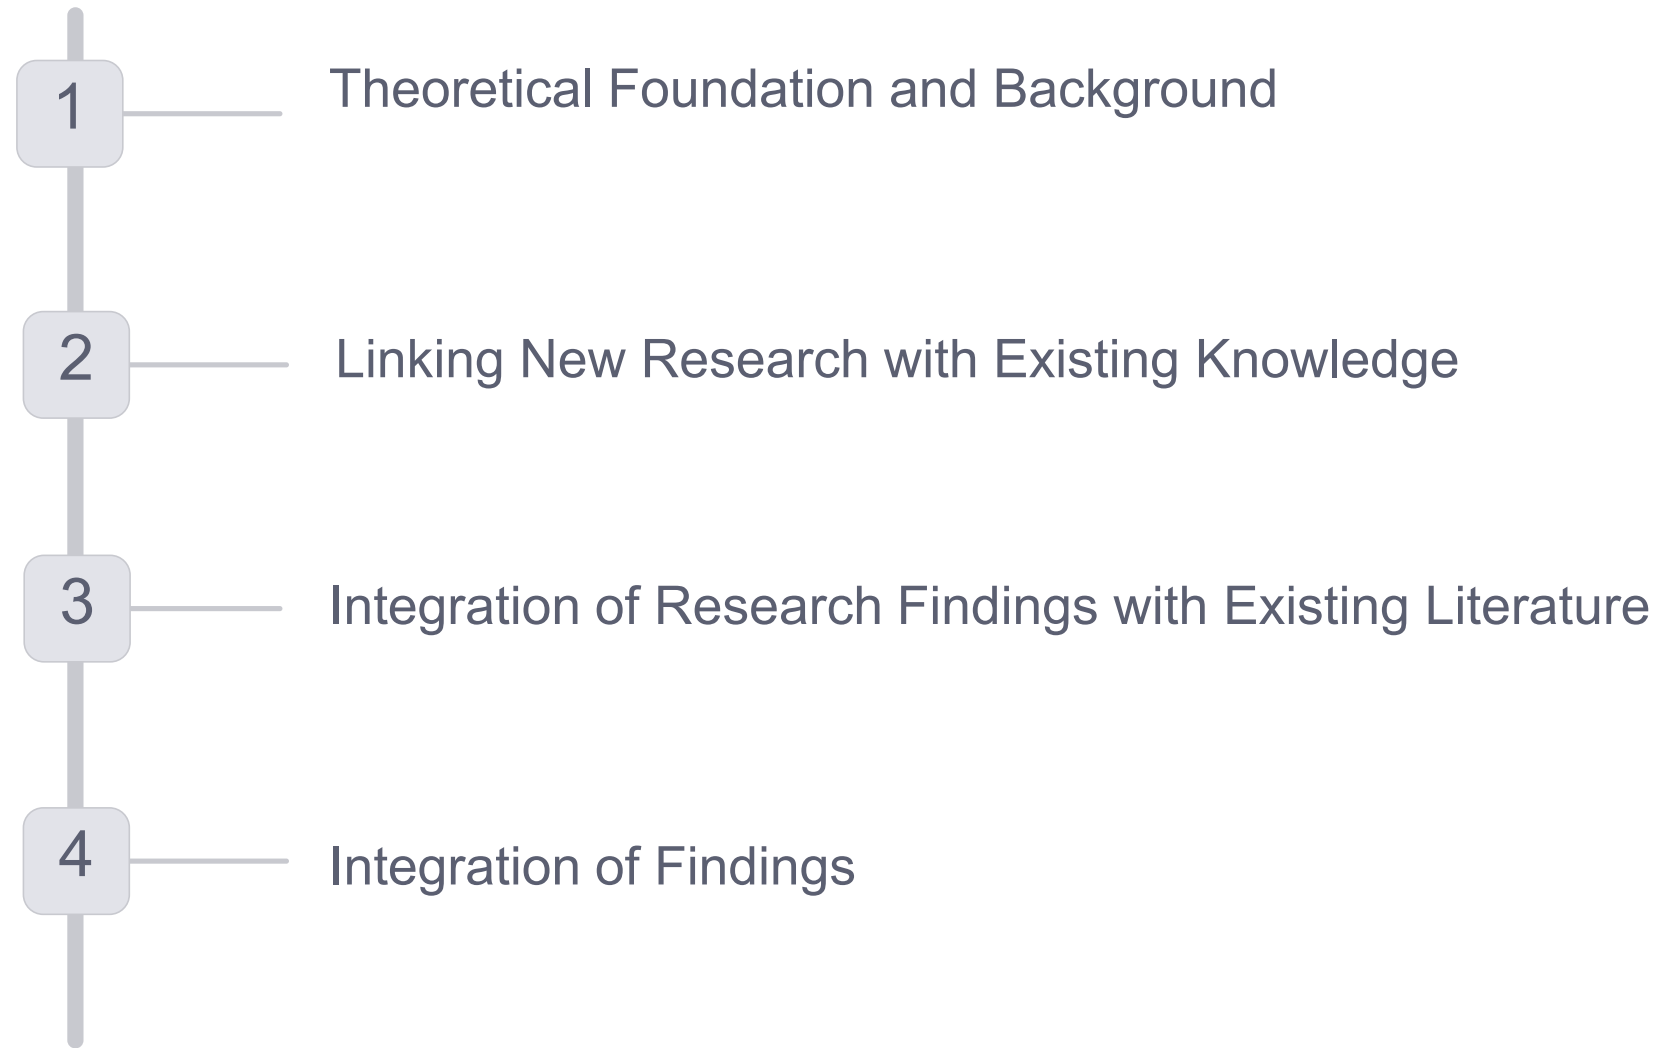 1
Theoretical Foundation and Background
2
Linking New Research with Existing Knowledge
3
Integration of Research Findings with Existing Literature
4
Integration of Findings